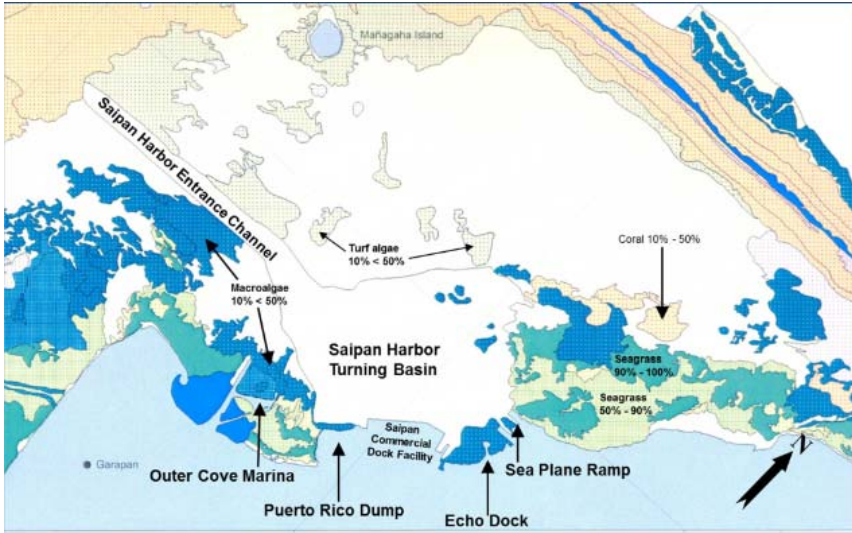 Mañagaha Island
Saipan Harbor Entrance Channel
Turf algae
10% < 50%
Coral 10% - 50%
Macroalgae
10% < 50%
Saipan Harbor
Turning Basin
Seagrass
90% - 100%
Seagrass
50% - 90%
Saipan
Commercial
Dock Facility
Garapan
Outer Cove Marina
Puerto Rico Dump
Echo Dock
Sea Plane Ramp
N